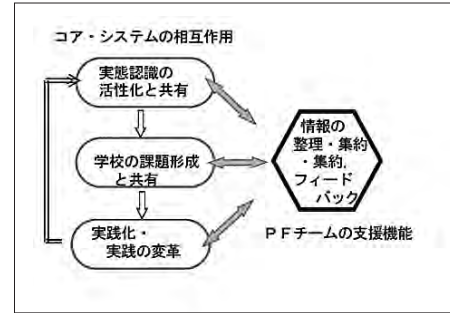 コア・システムの相互作用
実態認識の
活性化と共有
学校の課題形成
と共有
実践化・
実践の変革
情報の
整理・集約
・集約,
フィード
バック
ＰＦチームの支援機能